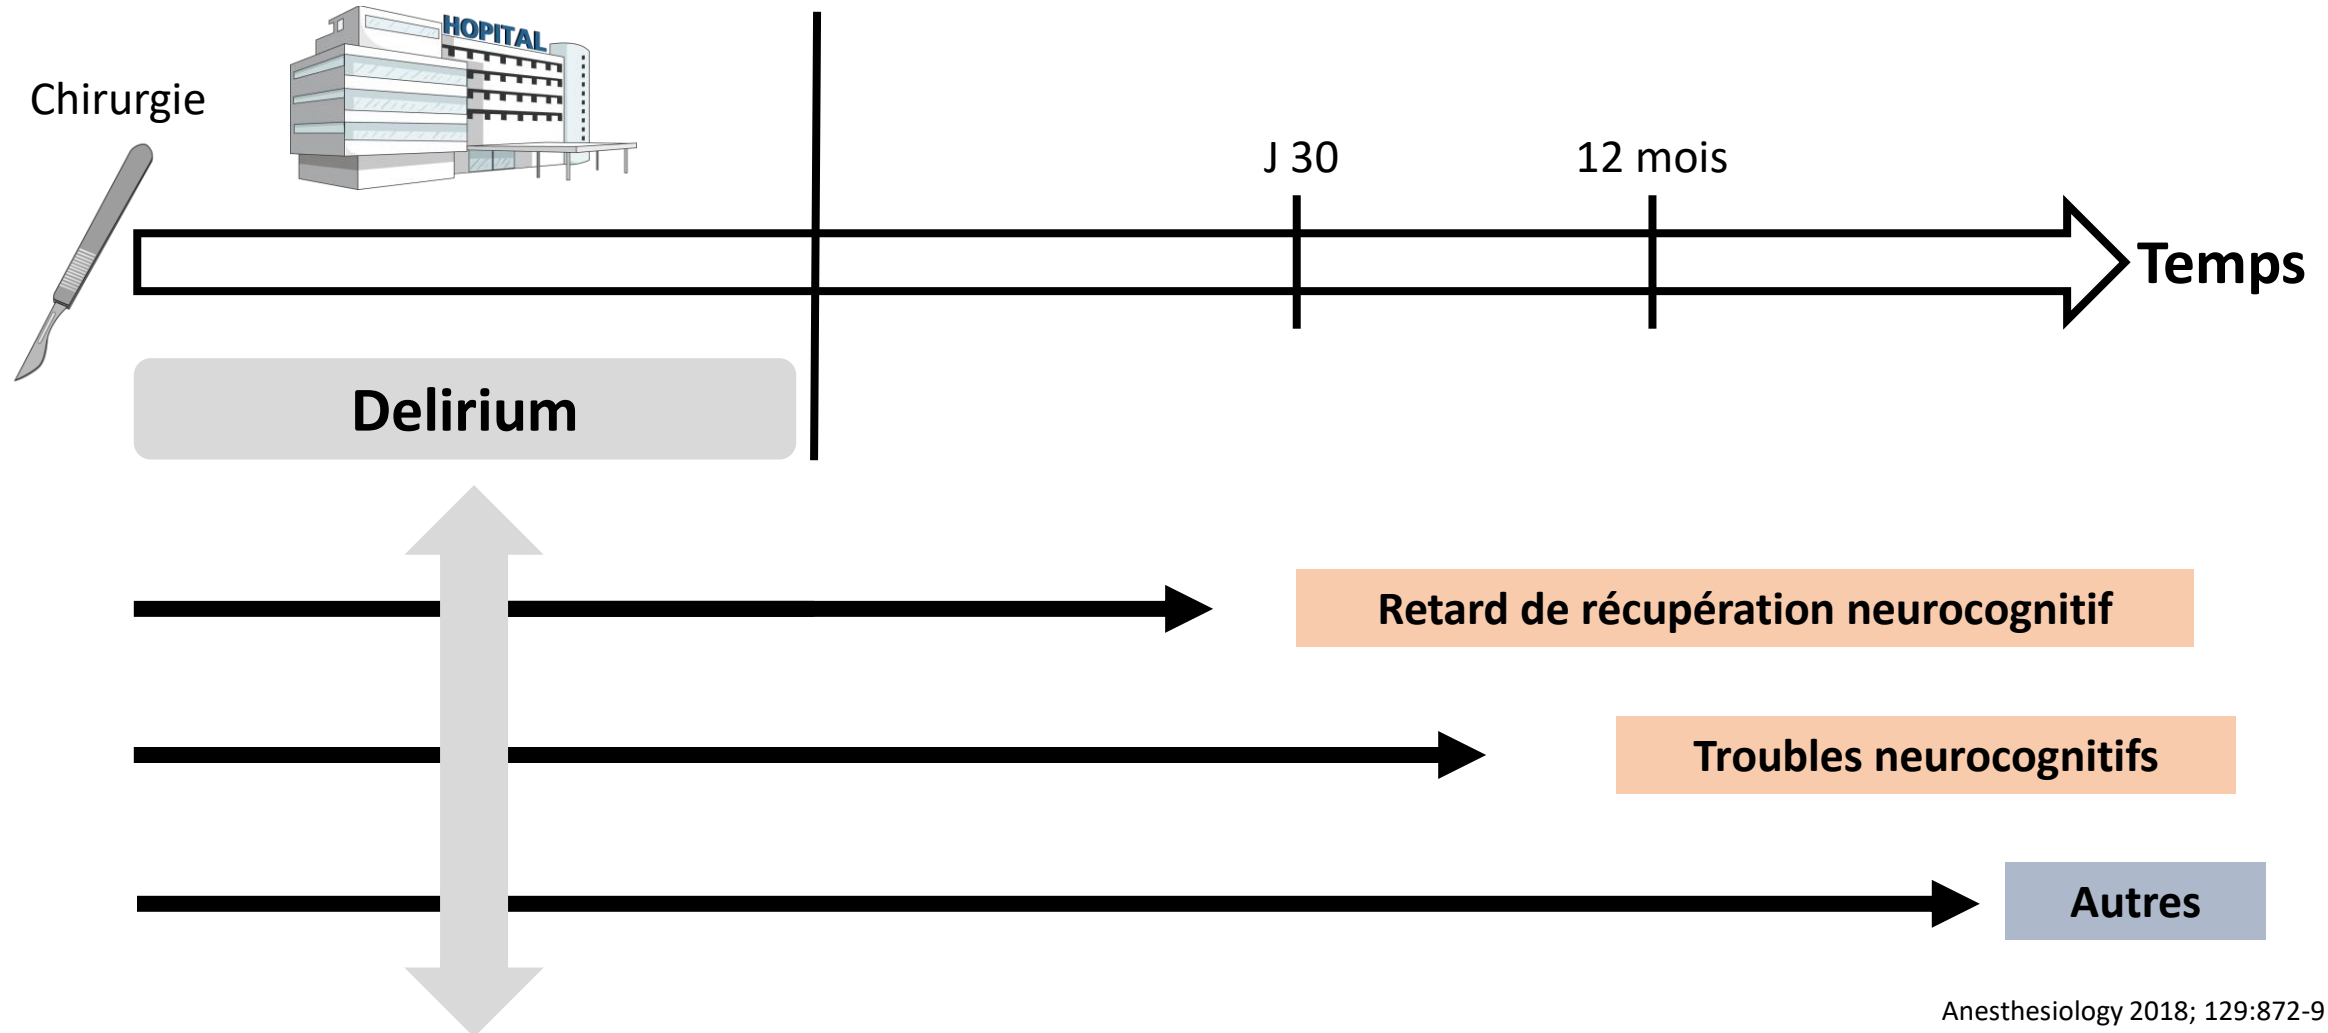 HOPITAL
Chirurgie
J 30
12 mois
Temps
Delirium
Retard de récupération neurocognitif
Troubles neurocognitifs
Autres
Anesthesiology 2018; 129:872-9